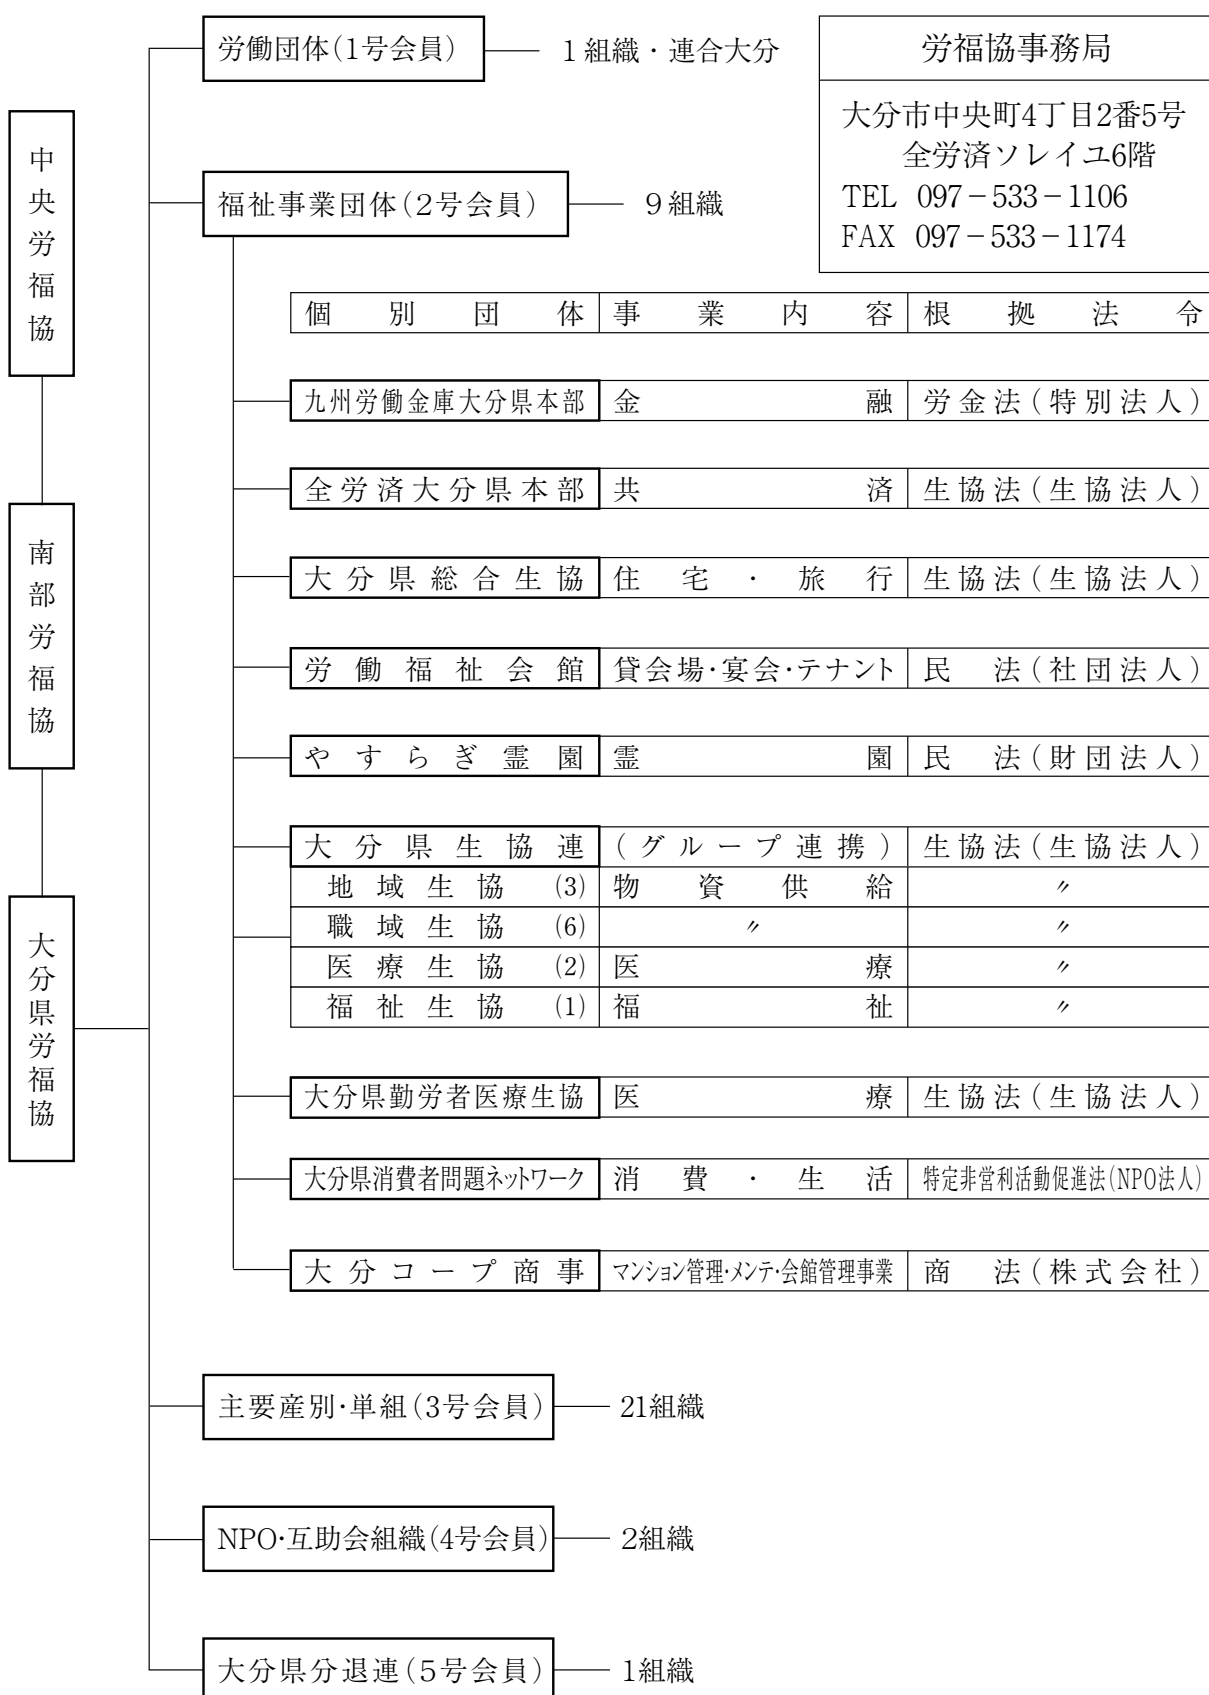 労働団体(1号会員)
1組織・連合大分
労福協事務局
大分市中央町4丁目2番5号
全労済ソレイユ6階
TEL 097-533-1106
FAX 097-533-1174
中央労福協
南部労福協
大分県労福協
福祉事業団体(2号会員)
9組織
個別団体 事業内容 根拠法令
九州労働金庫大分県本部 金融 労金法(特別法人)
全労済大分県本部 共済 生協法(生協法人)
大分県総合生協 住宅・旅行 生協法(生協法人)
労働福祉会館 貸会場・宴会・テナント 民法(社団法人)
やすらぎ霊園 霊園 民法(財団法人)
大分県生協連 (グループ連携) 生協法(生協法人)
地域生協(3) 物資供給 〃
職域生協(6) 〃 〃
医療生協(2) 医療 〃
福祉生協(1) 福祉 〃
大分県勤労者医療生協 医療 生協法(生協法人)
大分県消費者問題ネットワーク 消費・生活 特定非営利活動促進法(NPO法人)
大分コープ商事 マンション管理・メンテ・会館管理事業 商法(株式会社)
主要産別・単組(3号会員)
21組織
NPO・互助会組織(4号会員)
2組織
大分県分退連(5号会員)
1組織